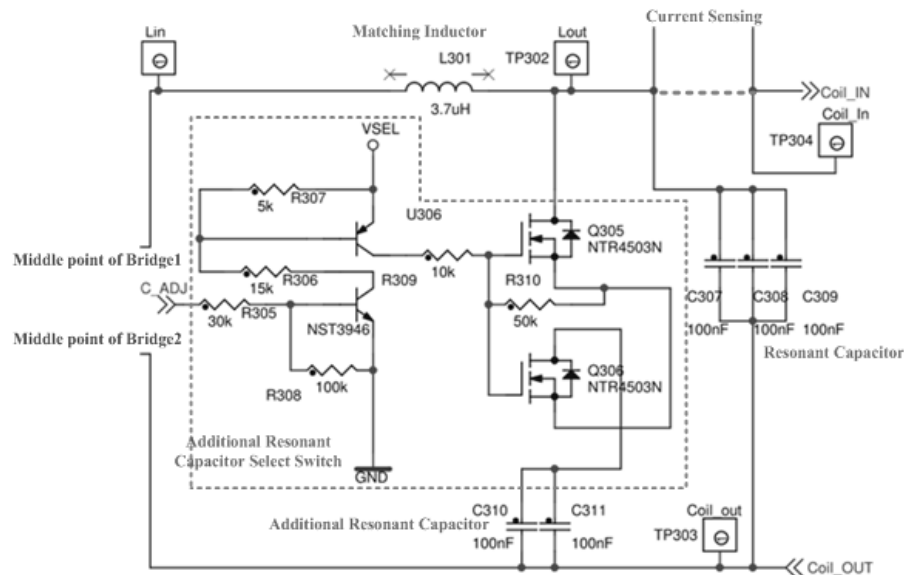 Lin
Matching Inductor
Lout
Current Sensing
L301
TP302
3.7uH
Coil_IN
Coil_In
TP304
VSEL
R307
5k
U306
Q305
NTR4503N
Middle point of Bridge1
R306
R309
10k
R310
15k
C_ADJ
R305
30k
NST3946
50k
C307
C308
C309
100nF
100nF
100nF
Middle point of Bridge2
Resonant Capacitor
Q306
NTR4503N
R308
100k
Additional Resonant
Capacitor Select Switch
GND
C310
C311
Additional Resonant Capacitor
100nF
100nF
Coil_out
TP303
Coil_OUT